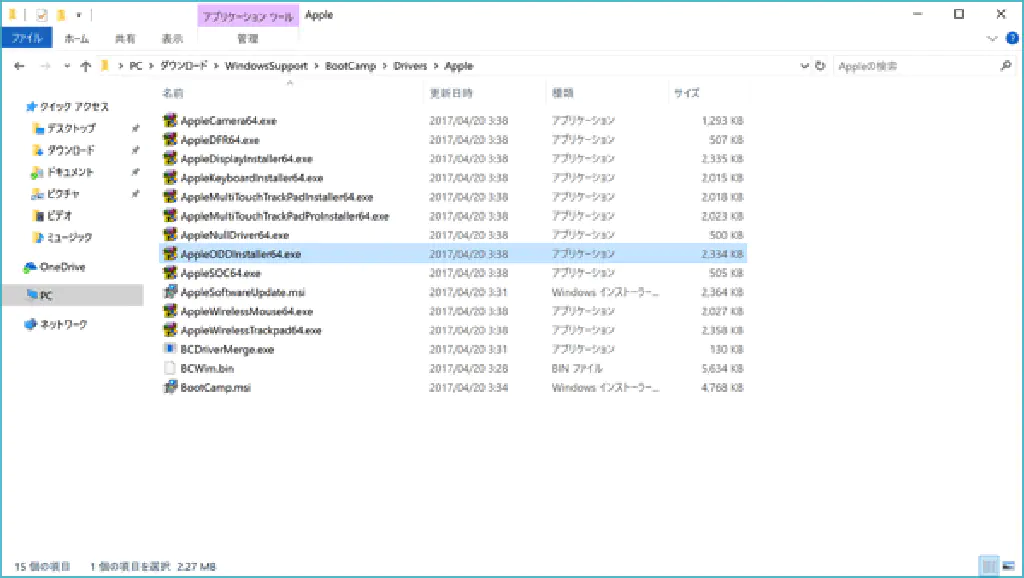 アプリケーション ツール Apple
ファイル ホーム 共有 表示 管理
PC ダウンロード WindowsSupport BootCamp Drivers Apple Appleの検索
名前 更新日時 種類 サイズ
クイック アクセス
デスクトップ
ダウンロード
ドキュメント
ピクチャ
ビデオ
ミュージック
OneDrive
PC
ネットワーク
AppleCamera64.exe 2017/04/20 3:38 アプリケーション 1,293 KB
AppleDFR64.exe 2017/04/20 3:38 アプリケーション 507 KB
AppleDisplayInstaller64.exe 2017/04/20 3:38 アプリケーション 2,335 KB
AppleKeyboardInstaller64.exe 2017/04/20 3:38 アプリケーション 2,015 KB
AppleMultiTouchTrackPadInstaller64.exe 2017/04/20 3:38 アプリケーション 2,018 KB
AppleMultiTouchTrackPadProInstaller64.exe 2017/04/20 3:38 アプリケーション 2,023 KB
AppleNullDriver64.exe 2017/04/20 3:38 アプリケーション 500 KB
AppleODDInstaller64.exe 2017/04/20 3:38 アプリケーション 2,334 KB
AppleSOC64.exe 2017/04/20 3:38 アプリケーション 505 KB
AppleSoftwareUpdate.msi 2017/04/20 3:31 Windows インストーラー... 2,364 KB
AppleWirelessMouse64.exe 2017/04/20 3:38 アプリケーション 2,027 KB
AppleWirelessTrackpad64.exe 2017/04/20 3:38 アプリケーション 2,358 KB
BCDriverMerge.exe 2017/04/20 3:31 アプリケーション 130 KB
BCWim.bin 2017/04/20 3:28 BIN ファイル 5,634 KB
BootCamp.msi 2017/04/20 3:34 Windows インストーラー... 4,768 KB
15 個の項目 1 個の項目を選択 2.27 MB